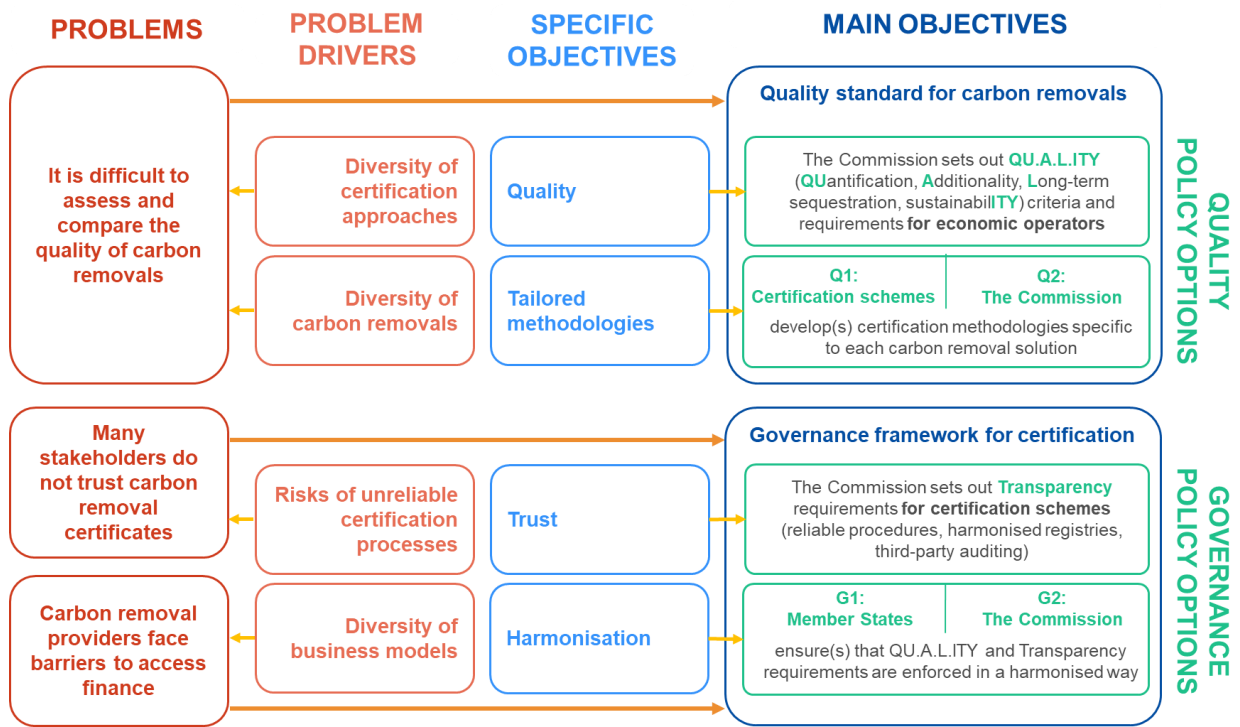 PROBLEMS
PROBLEM
DRIVERS
SPECIFIC
OBJECTIVES
MAIN OBJECTIVES
It is difficult to
assess and
compare the
quality of carbon
removals
Diversity of
certification
approaches
Quality
Quality standard for carbon removals
The Commission sets out QU.A.L.ITY
(QUantification, Additionality, Long-term
sequestration, sustainabilITY) criteria and
requirements for economic operators
Diversity of
carbon removals
Tailored
methodologies
Q1:
Certification schemes
Q2:
The Commission
develop(s) certification methodologies specific
to each carbon removal solution
QUALITY
POLICY OPTIONS
Many
stakeholders do
not trust carbon
removal
certificates
Risks of unreliable
certification
processes
Trust
Governance framework for certification
The Commission sets out Transparency
requirements for certification schemes
(reliable procedures, harmonised registries,
third-party auditing)
Carbon removal
providers face
barriers to access
finance
Diversity of
business models
Harmonisation
G1:
Member States
G2:
The Commission
ensure(s) that QU.A.L.ITY and Transparency
requirements are enforced in a harmonised way
GOVERNANCE
POLICY OPTIONS